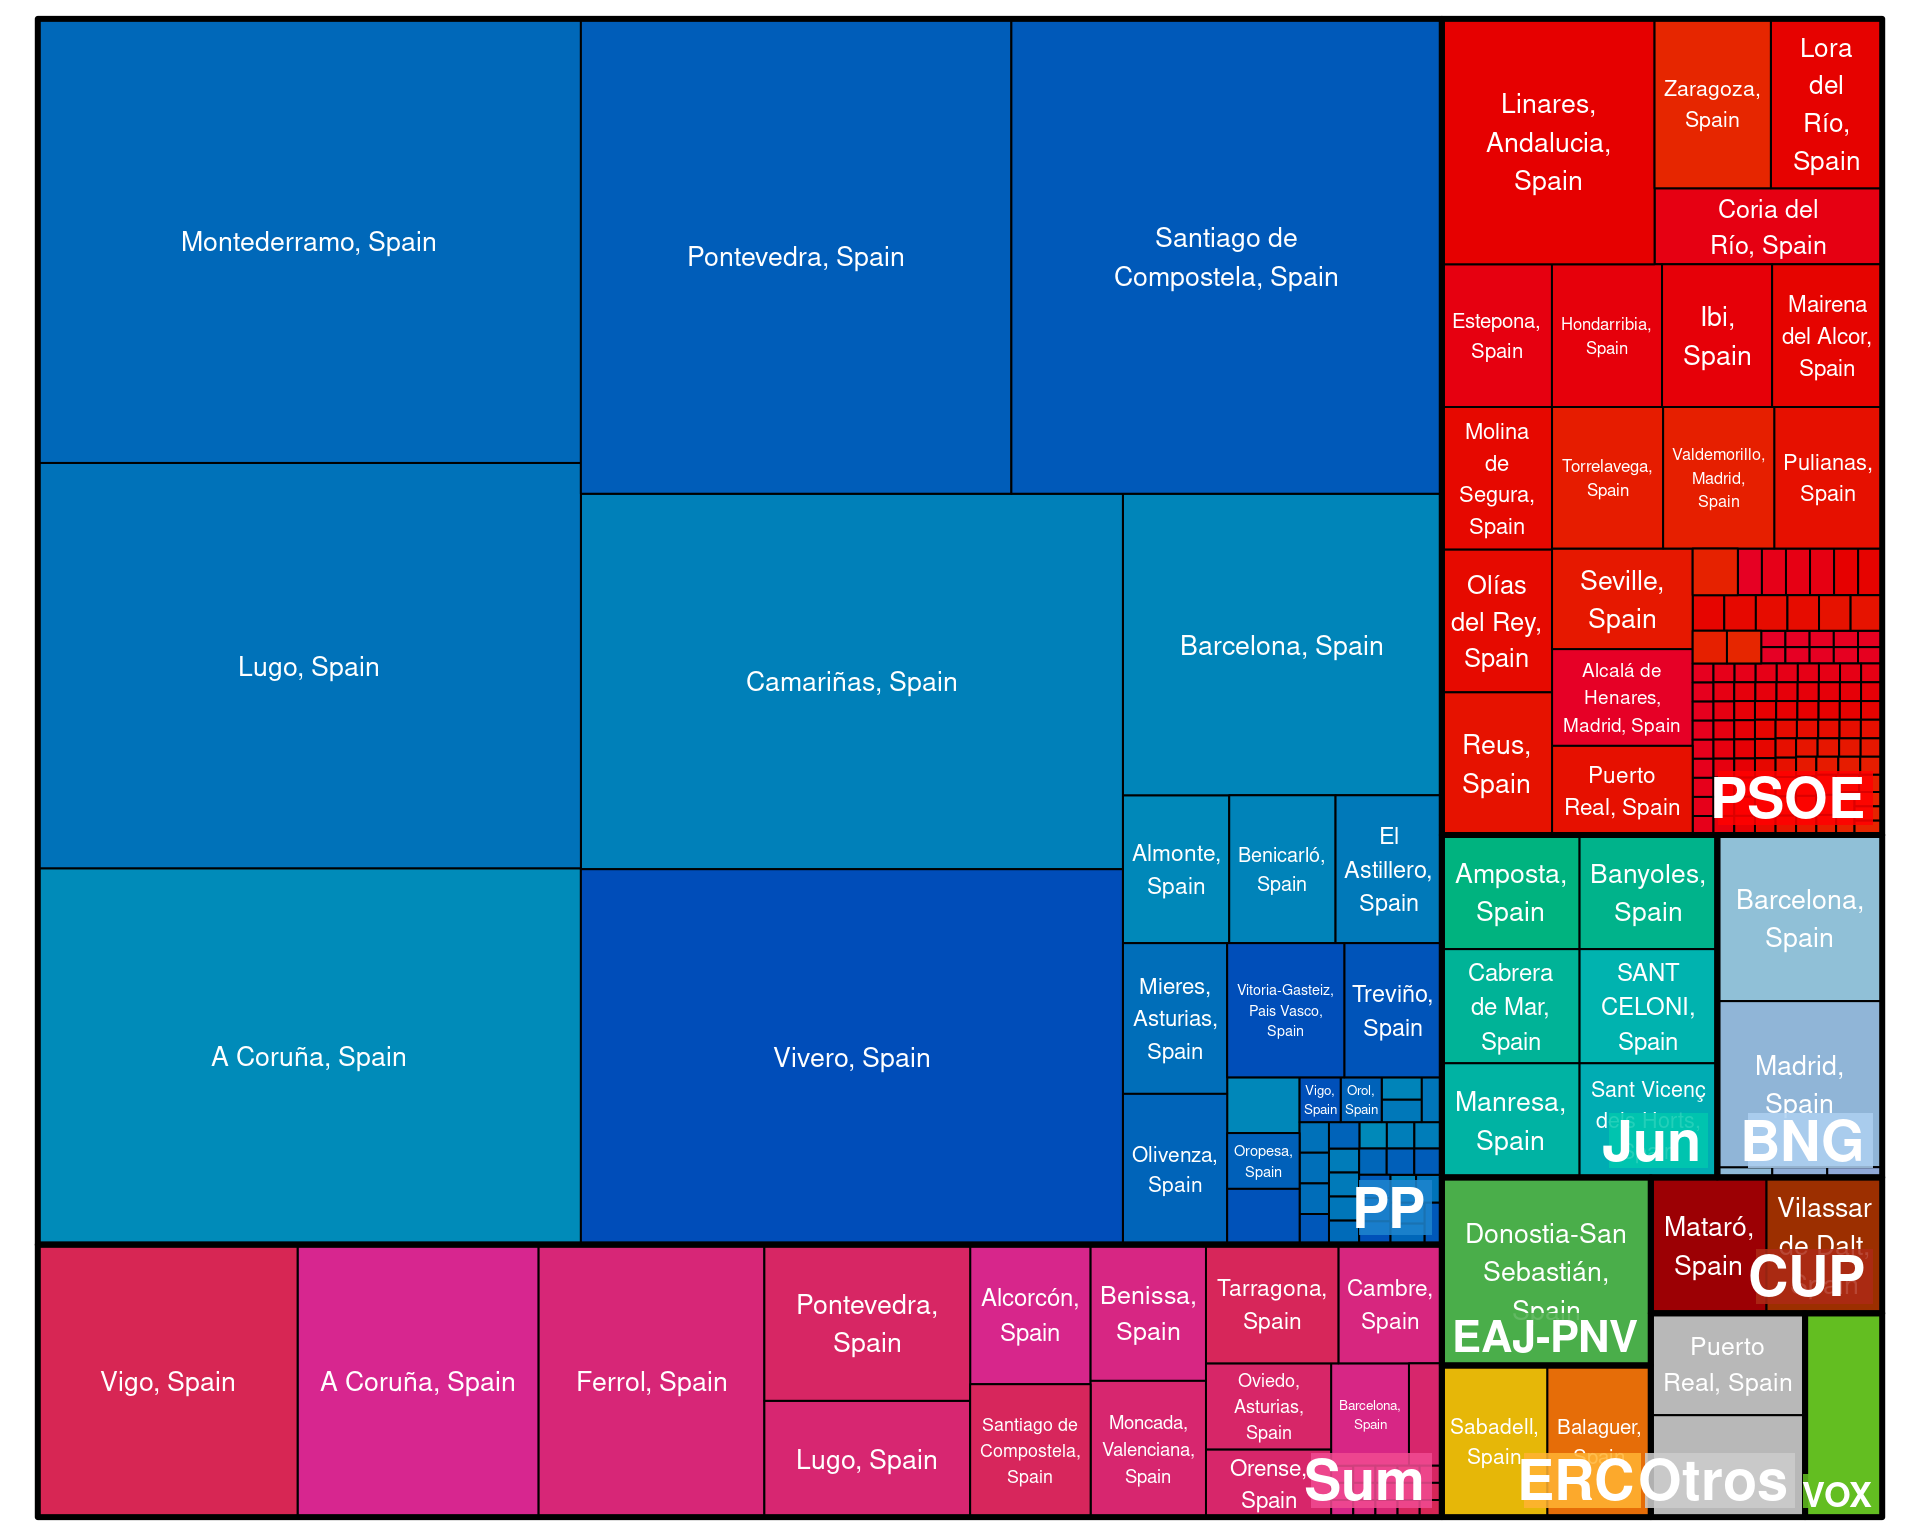 Montederramo, Spain
Lugo, Spain
A Coruña, Spain
Pontevedra, Spain
Santiago de
Compostela, Spain
Camariñas, Spain
Vivero, Spain
Barcelona, Spain
Almonte,
Spain
Benicarló,
Spain
El
Astillero,
Spain
Mieres,
Asturias,
Spain
Olivenza,
Spain
Vitoria-Gasteiz,
Pais Vasco,
Spain
Treviño,
Spain
Vigo,
Spain
Orol,
Spain
Oropesa,
Spain
PP
Linares,
Andalucia,
Spain
Zaragoza,
Spain
Lora
del
Río,
Spain
Coria del
Río, Spain
Estepona,
Spain
Hondarribia,
Spain
Ibi,
Spain
Mairena
del Alcor,
Spain
Molina
de
Segura,
Spain
Torrelavega,
Spain
Valdemorillo,
Madrid,
Spain
Pulianas,
Spain
Olías
del Rey,
Spain
Reus,
Spain
Seville,
Spain
Alcalá de
Henares,
Madrid, Spain
Puerto
Real, Spain
PSOE
Amposta,
Spain
Banyoles,
Spain
Cabrera
de Mar,
Spain
SANT
CELONI,
Spain
Manresa,
Spain
Sant Vicenç
dels Horts,
Jun
Barcelona,
Spain
Madrid,
Spain
BNG
Donostia-San
Sebastián,
Spain
EAJ-PNV
Mataró,
Spain
Vilassar
de Dalt,
Spain
CUP
Sabadell,
Spain
Balaguer,
Spain
ERC
Puerto
Real, Spain
Otros
VOX
Vigo, Spain
A Coruña, Spain
Ferrol, Spain
Pontevedra,
Spain
Lugo, Spain
Alcorcón,
Spain
Santiago de
Compostela,
Spain
Benissa,
Spain
Moncada,
Valenciana,
Spain
Tarragona,
Spain
Cambre,
Spain
Oviedo,
Asturias,
Spain
Barcelona,
Spain
Orense,
Spain
Sum